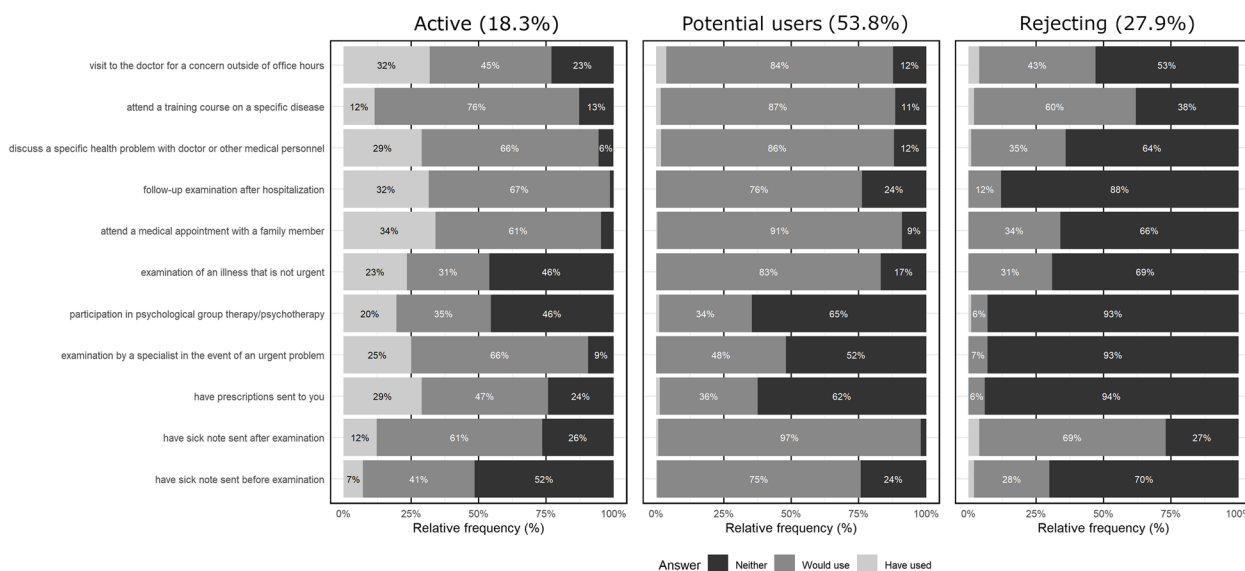 Active (18.3%) Potential users (53.8%) Rejecting (27.9%)
visit to the doctor for a concern outside of office hours 32% 45% 23% 84% 12% 43% 53%
attend a training course on a specific disease 12% 76% 13% 87% 11% 60% 38%
discuss a specific health problem with doctor or other medical personnel 29% 66% 6% 86% 12% 35% 64%
follow-up examination after hospitalization 32% 67% 76% 24% 12% 88%
attend a medical appointment with a family member 34% 61% 91% 9% 34% 66%
examination of an illness that is not urgent 23% 31% 46% 83% 17% 31% 69%
participation in psychological group therapy/psychotherapy 20% 35% 46% 34% 65% 6% 93%
examination by a specialist in the event of an urgent problem 25% 66% 9% 48% 52% 7% 93%
have prescriptions sent to you 29% 47% 24% 36% 62% 6% 94%
have sick note sent after examination 12% 61% 26% 97% 69% 27%
have sick note sent before examination 7% 41% 52% 75% 24% 28% 70%
0% 25% 50% 75% 100% 0% 25% 50% 75% 100% 0% 25% 50% 75% 100%
Relative frequency (%) Relative frequency (%) Relative frequency (%)
Answer Neither Would use Have used